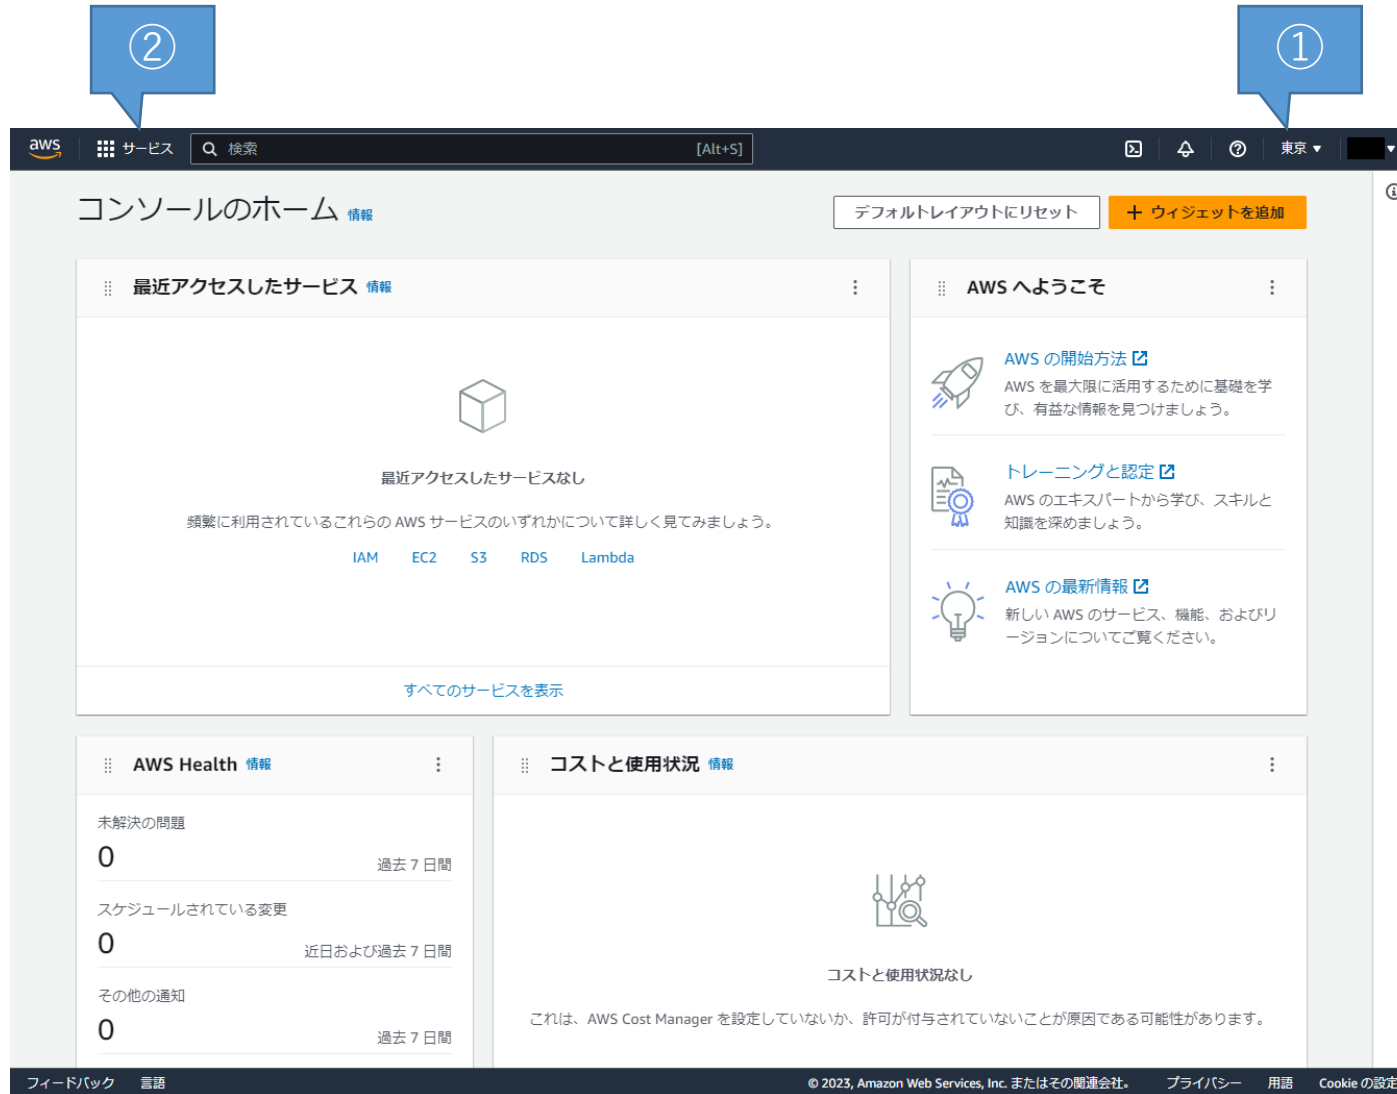 ② ①
aws サービス 検索 [Alt+S] 東京
コンソールのホーム 情報 デフォルトレイアウトにリセット ウィジェットを追加
最近アクセスしたサービス 情報
最近アクセスしたサービスなし
頻繁に利用されているこれらの AWS サービスのいずれかについて詳しく見てみましょう。
IAM EC2 S3 RDS Lambda
すべてのサービスを表示
AWS へようこそ
AWS の開始方法
AWS を最大限に活用するために基礎を学
び、有益な情報を見つけましょう。
トレーニングと認定
AWS のエキスパートから学び、スキルと
知識を深めましょう。
AWS の最新情報
新しい AWS のサービス、機能、およびリ
ージョンについてご覧ください。
AWS Health 情報
未解決の問題
0 過去 7 日間
スケジュールされている変更
0 近日および過去 7 日間
その他の通知
0 過去 7 日間
コストと使用状況 情報
コストと使用状況なし
これは、AWS Cost Manager を設定していないか、許可が付与されていないことが原因である可能性があります。
フィードバック 言語 © 2023, Amazon Web Services, Inc. またはその関連会社。 プライバシー 用語 Cookie の設定